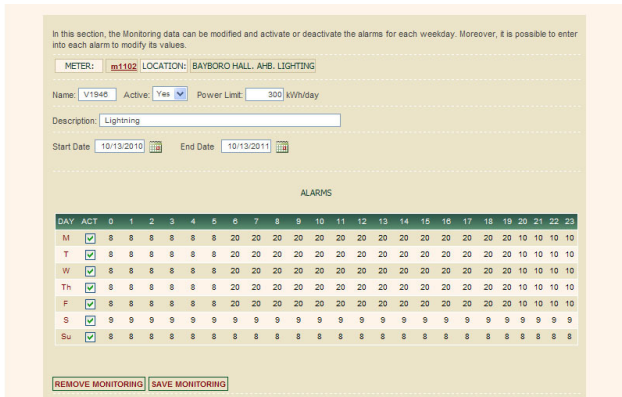 In this section, the Monitoring data can be modified and activate or deactivate the alarms for each weekday. Moreover, it is possible to enter
into each alarm to modify its values.
METER: m1102 LOCATION: BAYBORO HALL. AHB. LIGHTING
Name: V1946 Active: Yes Power Limit: 300 kWh/day
Description: Lightning
Start Date 10/13/2010 End Date 10/13/2011
ALARMS
DAY ACT 0 1 2 3 4 5 6 7 8 9 10 11 12 13 14 15 16 17 18 19 20 21 22 23
M 8 8 8 8 8 8 20 20 20 20 20 20 20 20 20 20 20 20 20 20 10 10 10 10
T 8 8 8 8 8 8 20 20 20 20 20 20 20 20 20 20 20 20 20 20 10 10 10 10
W 8 8 8 8 8 8 20 20 20 20 20 20 20 20 20 20 20 20 20 20 10 10 10 10
Th 8 8 8 8 8 8 20 20 20 20 20 20 20 20 20 20 20 20 20 20 10 10 10 10
F 8 8 8 8 8 8 20 20 20 20 20 20 20 20 20 20 20 20 20 20 10 10 10 10
S 9 9 9 9 9 9 9 9 9 9 9 9 9 9 9 9 9 9 9 9 9 9 9 9
Su 8 8 8 8 8 8 8 8 8 8 8 8 8 8 8 8 8 8 8 8 8 8 8 8
REMOVE MONITORING SAVE MONITORING